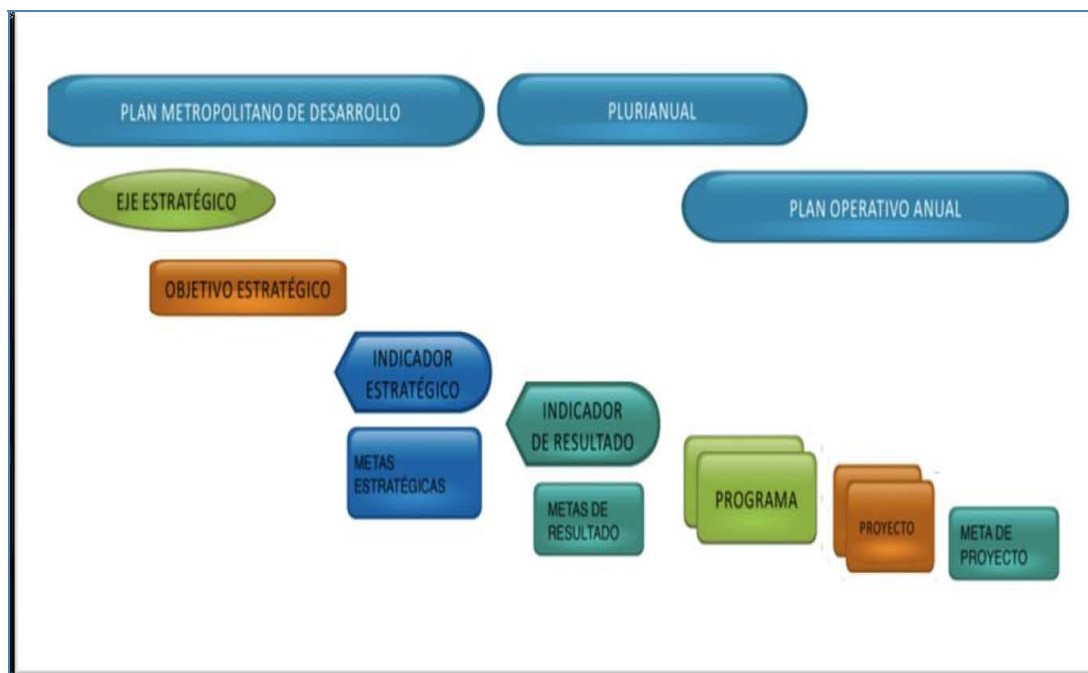 PLAN METROPOLITANO DE DESARROLLO
PLURIANUAL
EJE ESTRATÉGICO
PLAN OPERATIVO ANUAL
OBJETIVO ESTRATÉGICO
INDICADOR
ESTRATÉGICO
METAS
ESTRATÉGICAS
INDICADOR
DE RESULTADO
METAS DE
RESULTADO
PROGRAMA
PROYECTO
META DE
PROYECTO